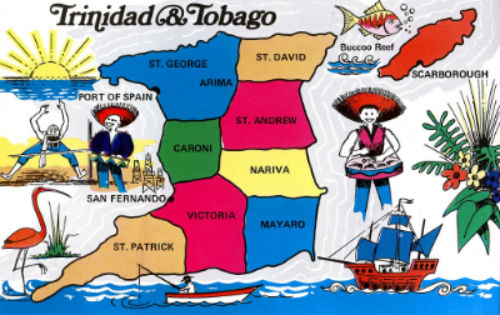 Trinidad & Tobago
ST. GEORGE
ST. DAVID
Buccoo Reef
ARIMA
SCARBOROUGH
PORT OF SPAIN
ST. ANDREW
CARONI
NARIVA
SAN FERNANDO
VICTORIA
MAYARO
ST. PATRICK